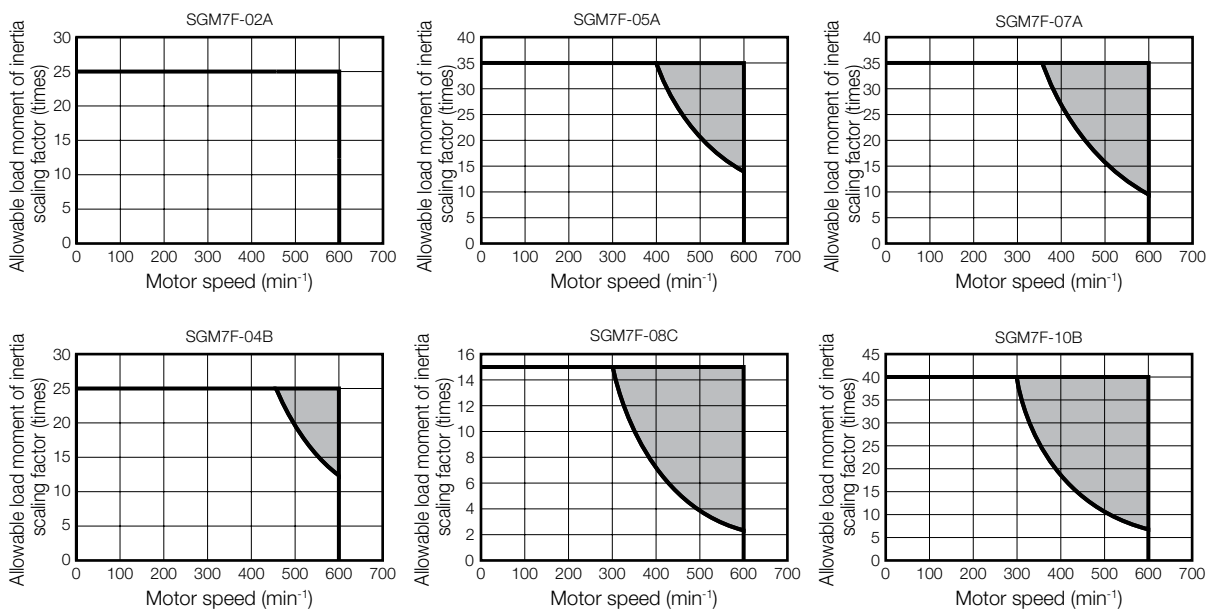 SGM7F-02A
Allowable load moment of inertia
scaling factor (times)
30
25
20
15
10
5
0
0 100 200 300 400 500 600 700
Motor speed (min⁻¹)
SGM7F-05A
Allowable load moment of inertia
scaling factor (times)
40
35
30
25
20
15
10
5
0
0 100 200 300 400 500 600 700
Motor speed (min⁻¹)
SGM7F-07A
Allowable load moment of inertia
scaling factor (times)
40
35
30
25
20
15
10
5
0
0 100 200 300 400 500 600 700
Motor speed (min⁻¹)
SGM7F-04B
Allowable load moment of inertia
scaling factor (times)
30
25
20
15
10
5
0
0 100 200 300 400 500 600 700
Motor speed (min⁻¹)
SGM7F-08C
Allowable load moment of inertia
scaling factor (times)
16
14
12
10
8
6
4
2
0
0 100 200 300 400 500 600 700
Motor speed (min⁻¹)
SGM7F-10B
Allowable load moment of inertia
scaling factor (times)
45
40
35
30
25
20
15
10
5
0
0 100 200 300 400 500 600 700
Motor speed (min⁻¹)